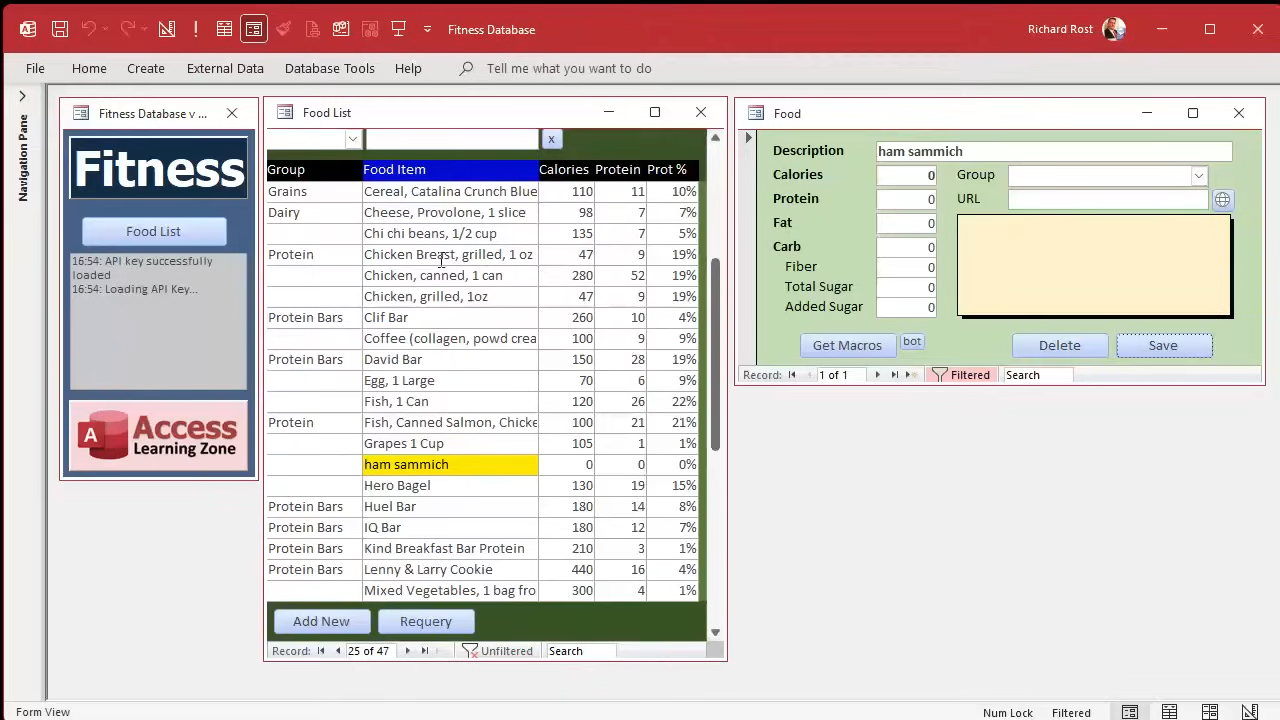 Fitness Database
Richard Rost
File Home Create External Data Database Tools Help Tell me what you want to do
Navigation Pane
Fitness Database v ...
Fitness
Food List
16:54: API key successfully
loaded
16:54: Loading API Key...
A Access
Learning Zone
Food List
x
Group Food Item Calories Protein Prot %
Grains Cereal, Catalina Crunch Blue 110 11 10%
Dairy Cheese, Provolone, 1 slice 98 7 7%
Chi chi beans, 1/2 cup 135 7 5%
Protein Chicken Breast, grilled, 1 oz 47 9 19%
Chicken, canned, 1 can 280 52 19%
Chicken, grilled, 1oz 47 9 19%
Protein Bars Clif Bar 260 10 4%
Coffee (collagen, powd crea 100 9 9%
Protein Bars David Bar 150 28 19%
Egg, 1 Large 70 6 9%
Fish, 1 Can 120 26 22%
Protein Fish, Canned Salmon, Chicke 100 21 21%
Grapes 1 Cup 105 1 1%
ham sammich 0 0 0%
Hero Bagel 130 19 15%
Protein Bars Huel Bar 180 14 8%
Protein Bars IQ Bar 180 12 7%
Protein Bars Kind Breakfast Bar Protein 210 3 1%
Protein Bars Lenny & Larry Cookie 440 16 4%
Mixed Vegetables, 1 bag fro 300 4 1%
Add New Requery
Record: 25 of 47 Unfiltered Search
Food
Description ham sammich
Calories 0 Group
Protein 0 URL
Fat 0
Carb 0
Fiber 0
Total Sugar 0
Added Sugar 0
Get Macros bot Delete Save
Record: 1 of 1 Filtered Search
Form View
Num Lock Filtered